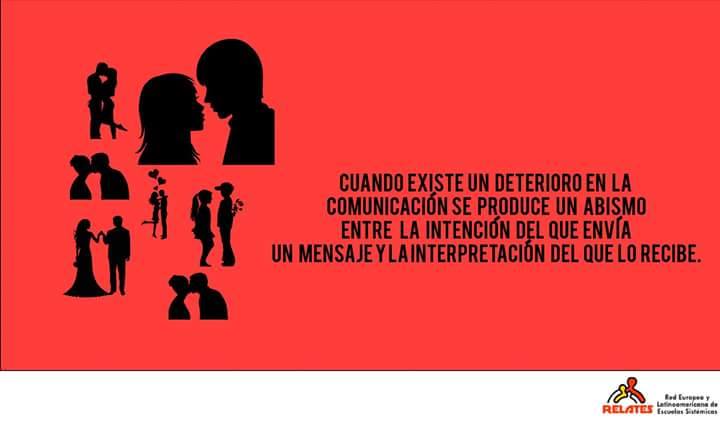 CUANDO EXISTE UN DETERIORO EN LA
COMUNICACIÓN SE PRODUCE UN ABISMO
ENTRE LA INTENCIÓN DEL QUE ENVÍA
UN MENSAJE Y LA INTERPRETACIÓN DEL QUE LO RECIBE.
RELATES
Red Europea y
Latinoamericana de
Escuelas Sistémicas